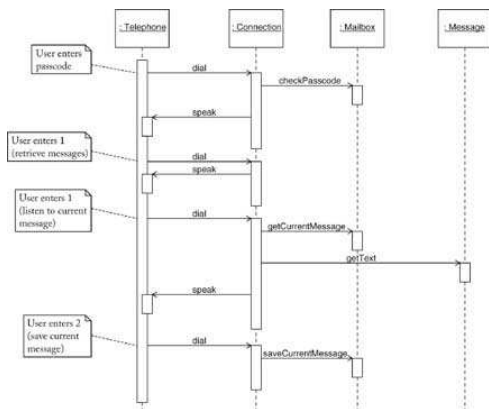 : Telephone
: Connection
: Mailbox
: Message
User enters
passcode
dial
checkPasscode
speak
User enters 1
(retrieve messages)
dial
speak
User enters 1
(listen to current
message)
dial
getCurrentMessage
getText
speak
User enters 2
(save current
message)
dial
saveCurrentMessage